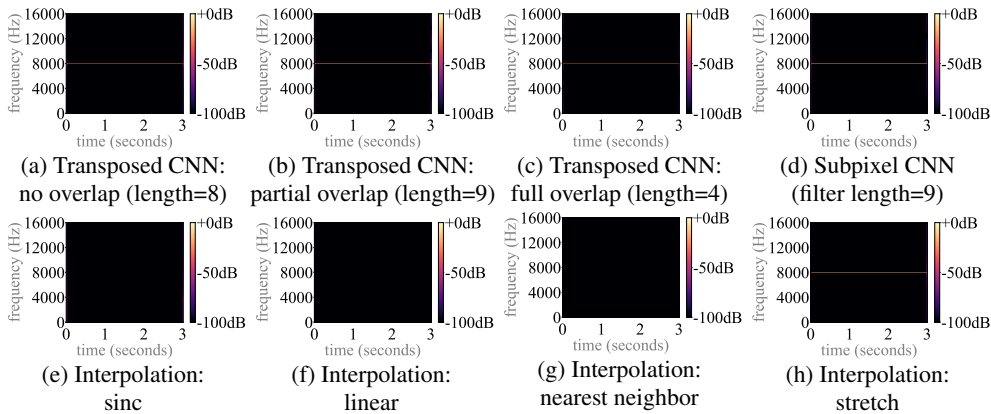 16000
12000
8000
4000
0
frequency (Hz)
0 1 2 3
time (seconds)
+0dB
-50dB
-100dB
(a) Transposed CNN:
no overlap (length=8)
16000
12000
8000
4000
0
frequency (Hz)
0 1 2 3
time (seconds)
+0dB
-50dB
-100dB
(b) Transposed CNN:
partial overlap (length=9)
16000
12000
8000
4000
0
frequency (Hz)
0 1 2 3
time (seconds)
+0dB
-50dB
-100dB
(c) Transposed CNN:
full overlap (length=4)
16000
12000
8000
4000
0
frequency (Hz)
0 1 2 3
time (seconds)
+0dB
-50dB
-100dB
(d) Subpixel CNN
(filter length=9)
16000
12000
8000
4000
0
frequency (Hz)
0 1 2 3
time (seconds)
+0dB
-50dB
-100dB
(e) Interpolation:
sinc
16000
12000
8000
4000
0
frequency (Hz)
0 1 2 3
time (seconds)
+0dB
-50dB
-100dB
(f) Interpolation:
linear
16000
12000
8000
4000
0
frequency (Hz)
0 1 2 3
time (seconds)
+0dB
-50dB
-100dB
(g) Interpolation:
nearest neighbor
16000
12000
8000
4000
0
frequency (Hz)
0 1 2 3
time (seconds)
+0dB
-50dB
-100dB
(h) Interpolation:
stretch